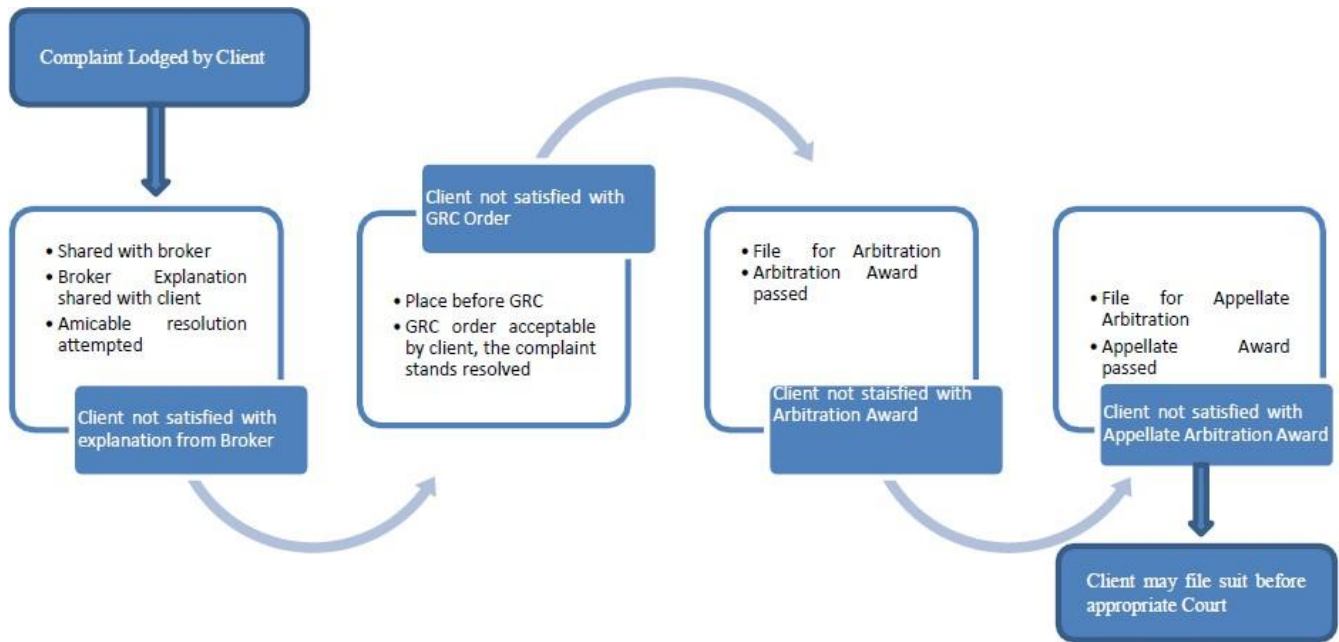 Complaint Lodged by Client
• Shared with broker
• Broker Explanation
shared with client
• Amicable resolution
attempted
Client not satisfied with
explanation from Broker
Client not satisfied with
GRC Order
• Place before GRC
• GRC order acceptable
by client, the complaint
stands resolved
• File for Arbitration
• Arbitration Award
passed
Client not staisfied with
Arbitration Award
• File for Appellate
Arbitration
• Appellate Award
passed
Client not satisfied with
Appellate Arbitration Award
Client may file suit before
appropriate Court